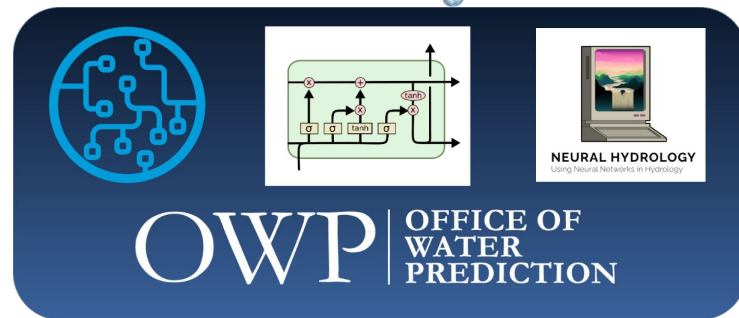 x
+
tanh
x
x
σ
σ
tanh
σ
NEURAL HYDROLOGY
Using Neural Networks in Hydrology
OWP
OFFICE OF
WATER
PREDICTION